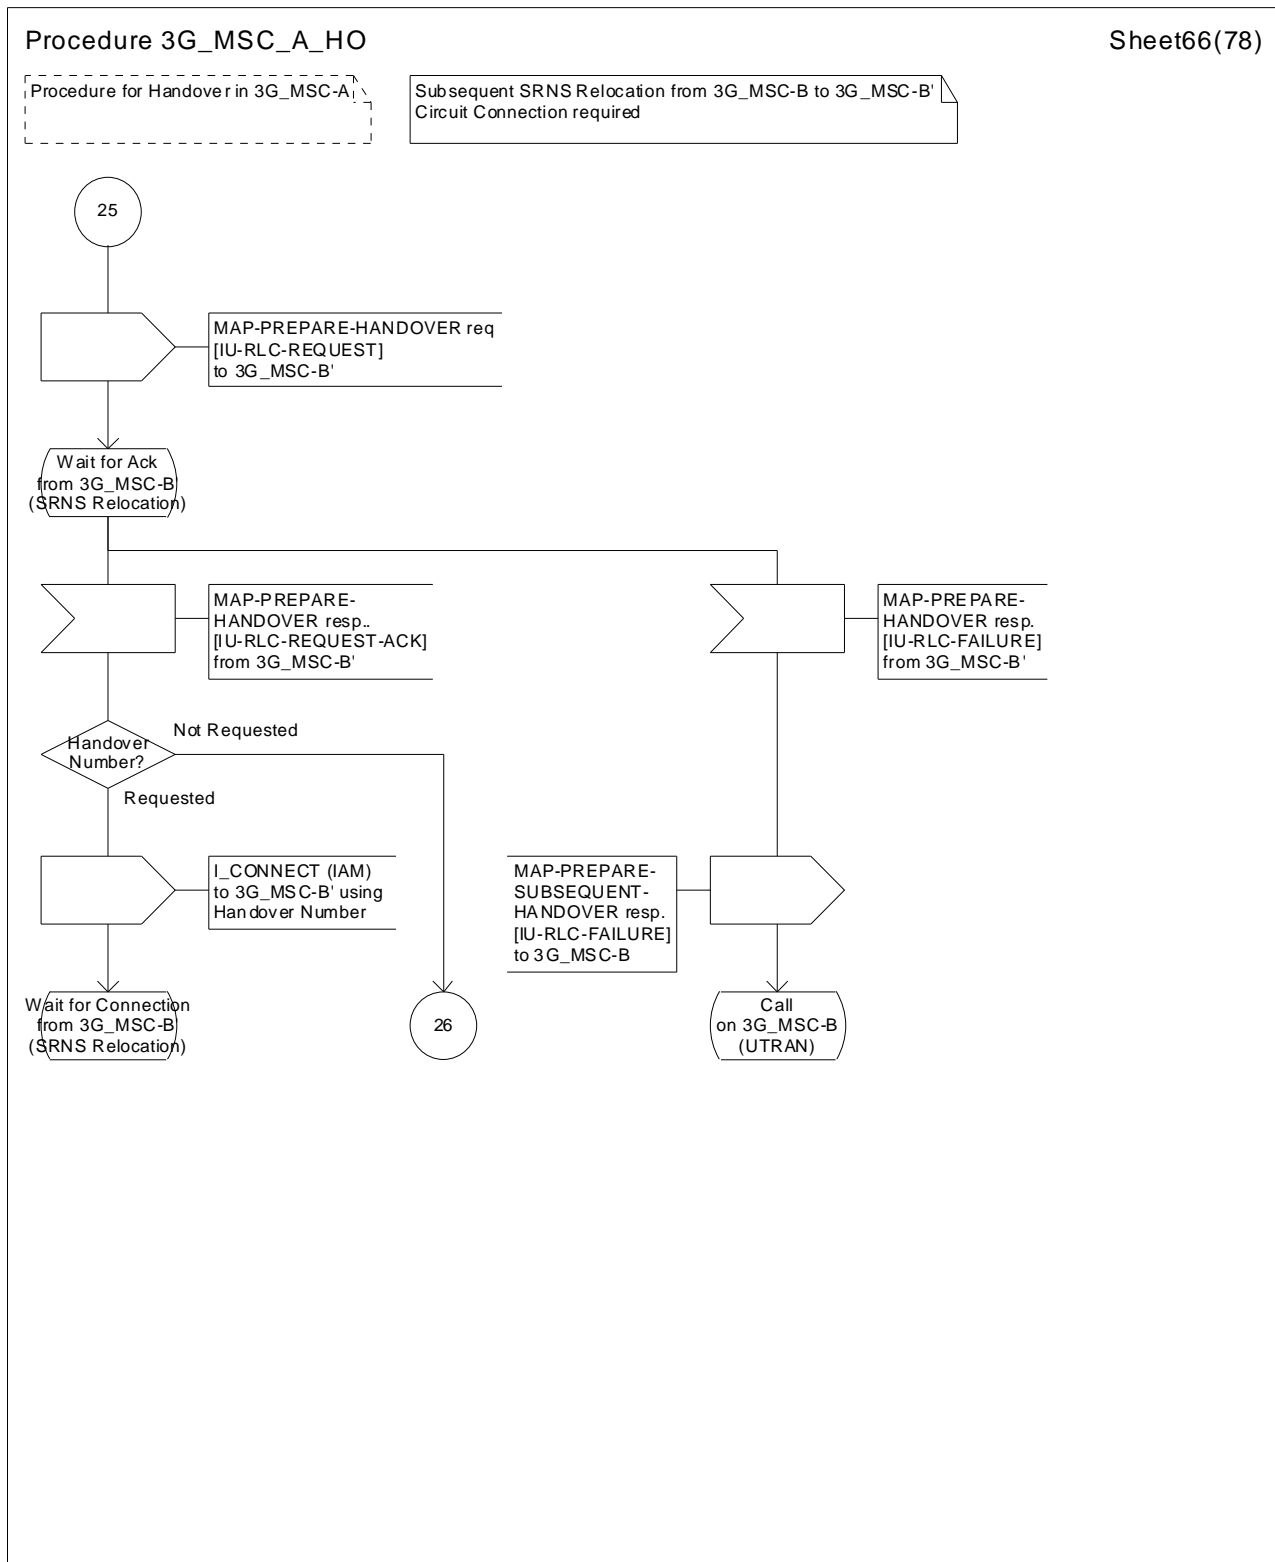 Procedure 3G_MSC_A_HO
Sheet66(78)
Procedure for Handover in 3G_MSC-A
Subsequent SRNS Relocation from 3G_MSC-B to 3G_MSC-B'
Circuit Connection required
25
MAP-PREPARE-HANDOVER req
[IU-RLC-REQUEST]
to 3G_MSC-B'
Wait for Ack
from 3G_MSC-B'
(SRNS Relocation)
MAP-PREPARE-
HANDOVER resp..
[IU-RLC-REQUEST-ACK]
from 3G_MSC-B'
MAP-PREPARE-
HANDOVER resp.
[IU-RLC-FAILURE]
from 3G_MSC-B'
Handover
Number?
Not Requested
Requested
I_CONNECT (IAM)
to 3G_MSC-B' using
Handover Number
MAP-PREPARE-
SUBSEQUENT-
HANDOVER resp.
[IU-RLC-FAILURE]
to 3G_MSC-B
Wait for Connection
from 3G_MSC-B'
(SRNS Relocation)
26
Call
on 3G_MSC-B
(UTRAN)